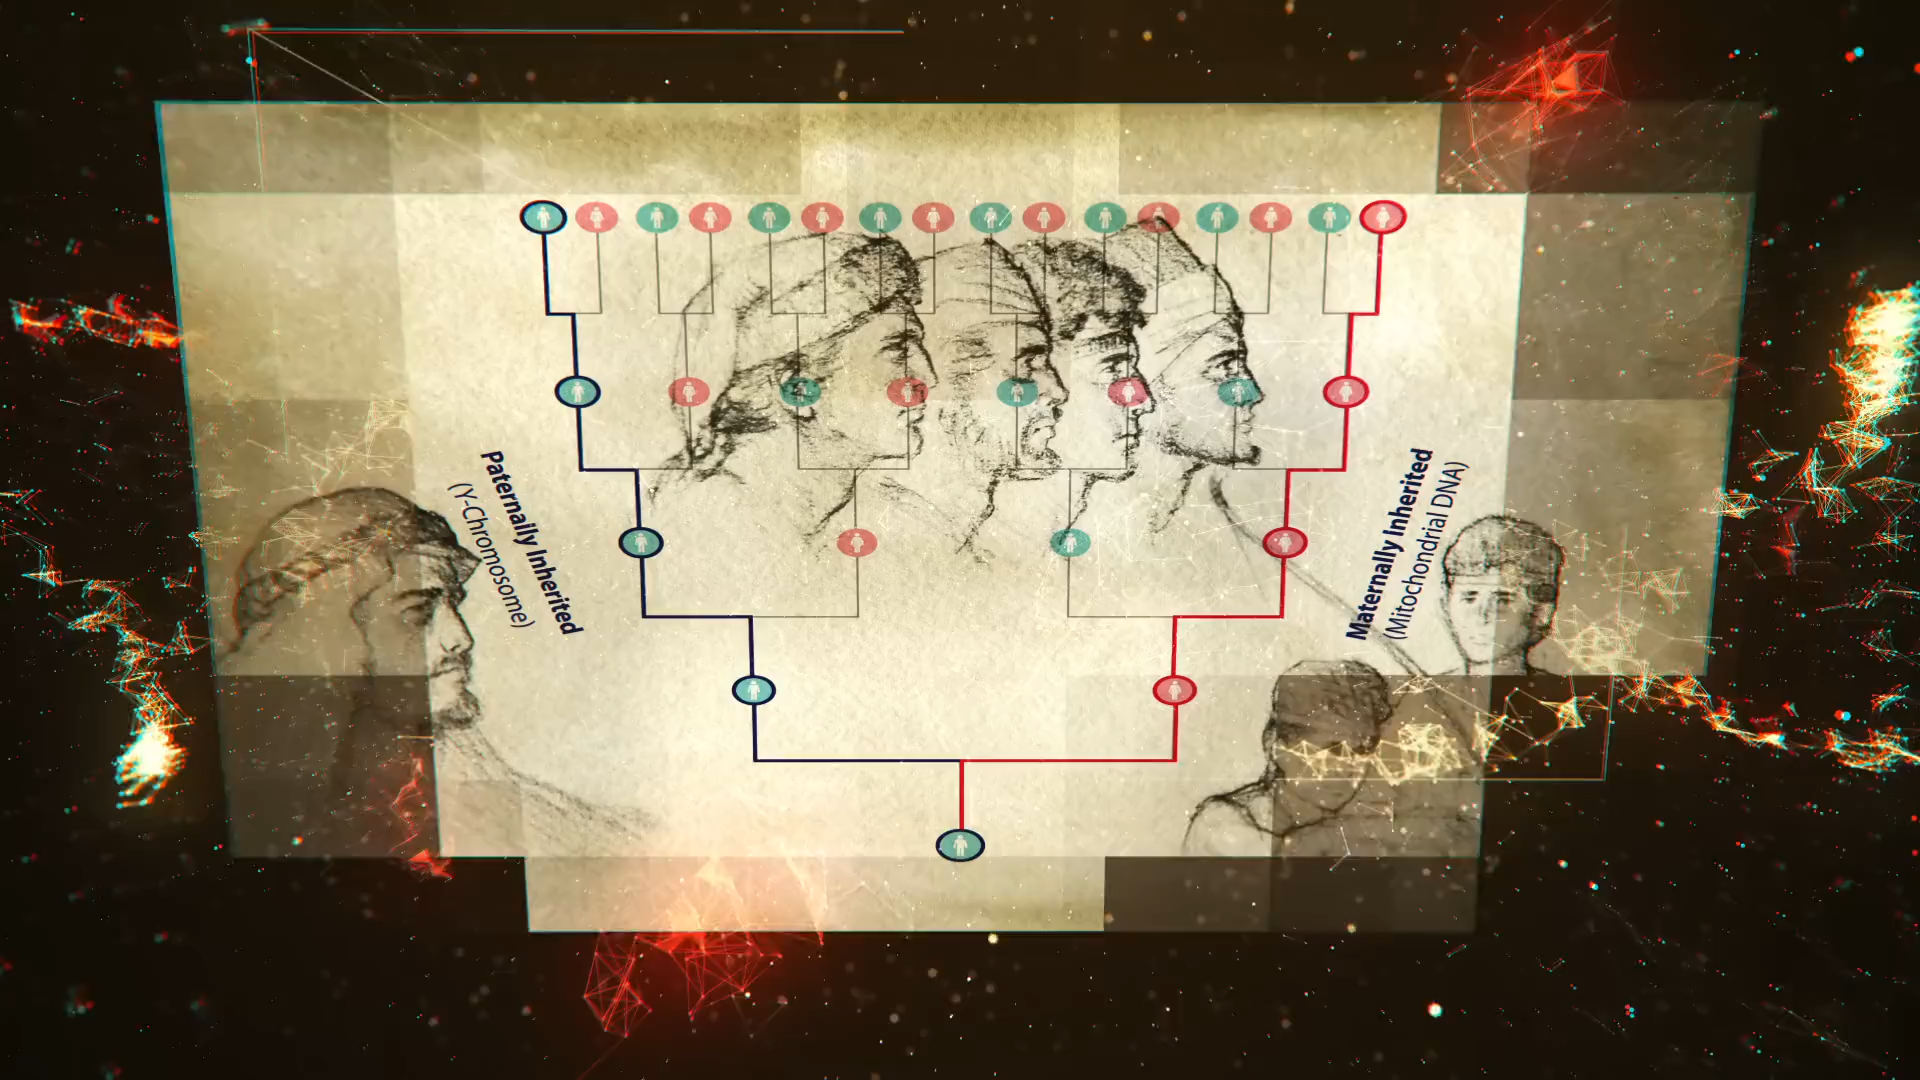 Paternally Inherited
(Y-Chromosome)
Maternally Inherited
(Mitochondrial DNA)